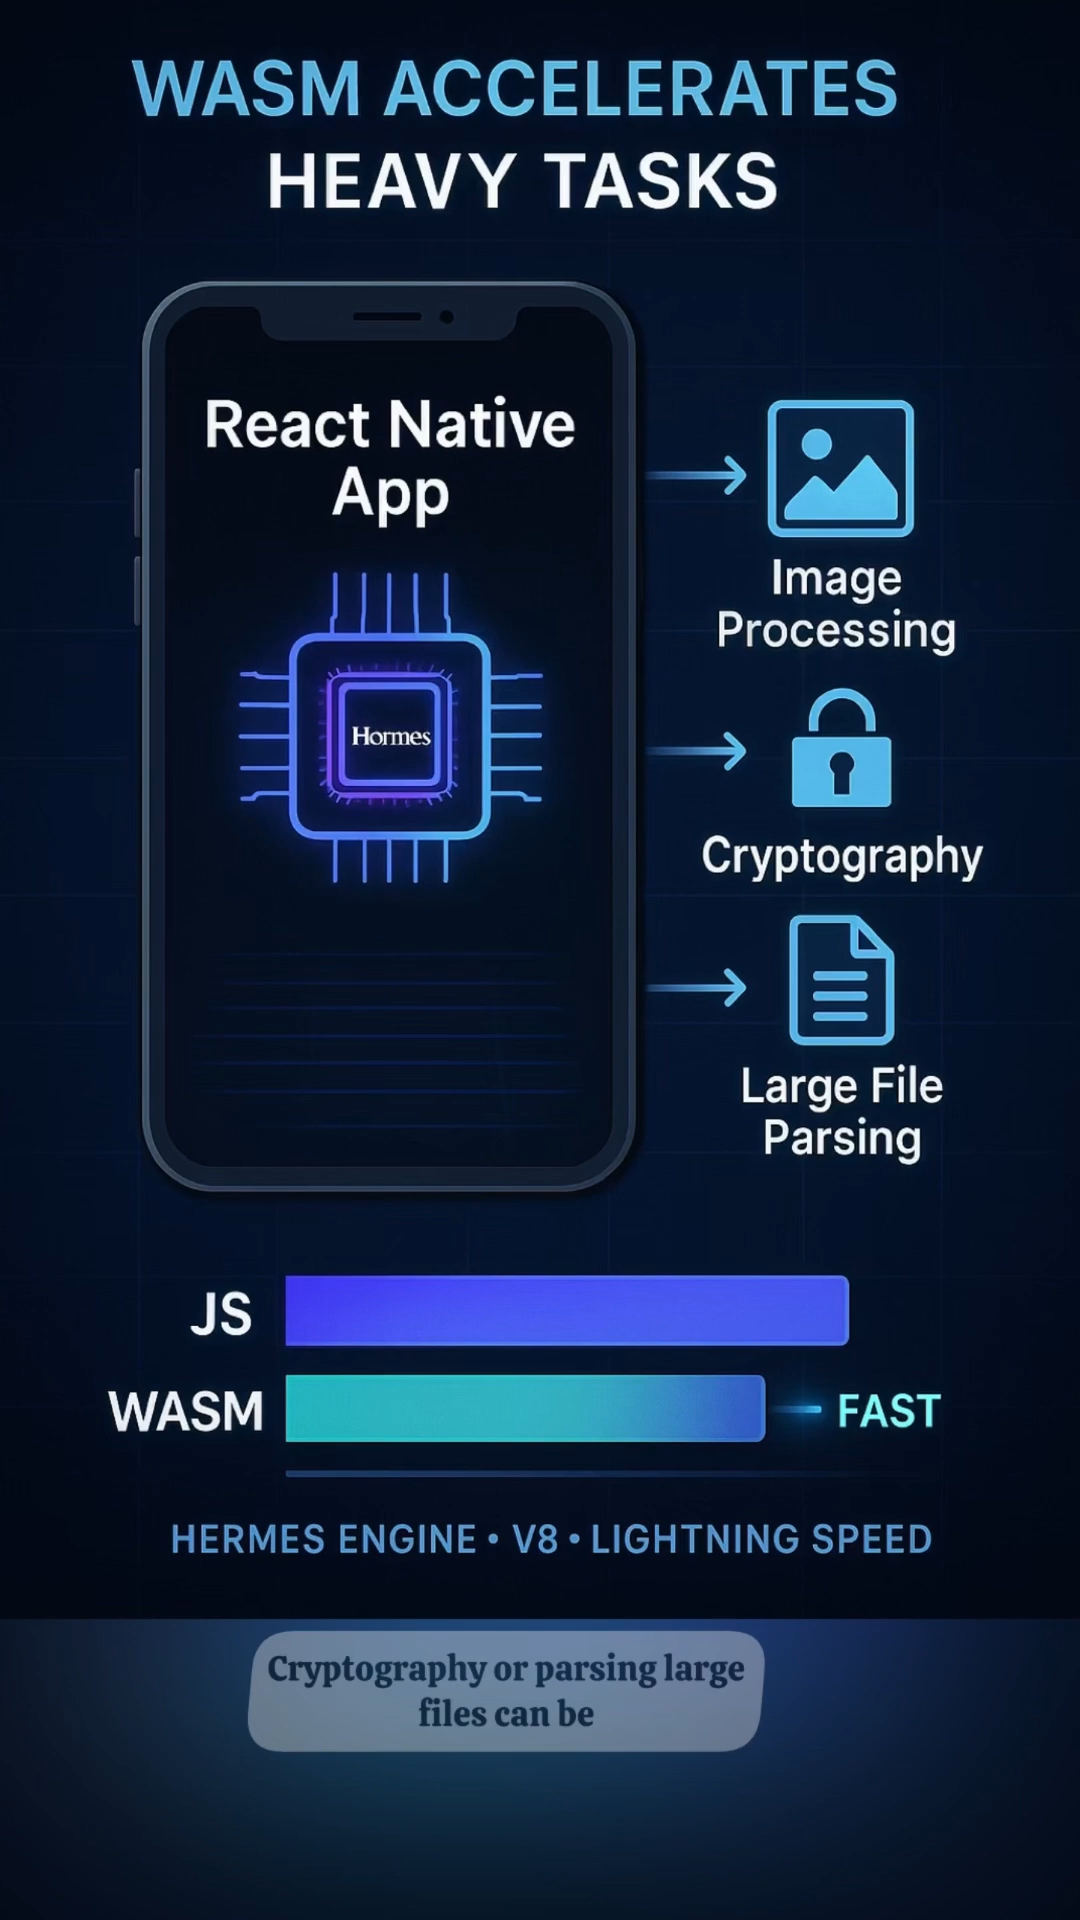 WASM ACCELERATES
HEAVY TASKS
React Native
App
Hormes
Image
Processing
Cryptography
Large File
Parsing
JS
WASM
FAST
HERMES ENGINE • V8 • LIGHTNING SPEED
Cryptography or parsing large
files can be